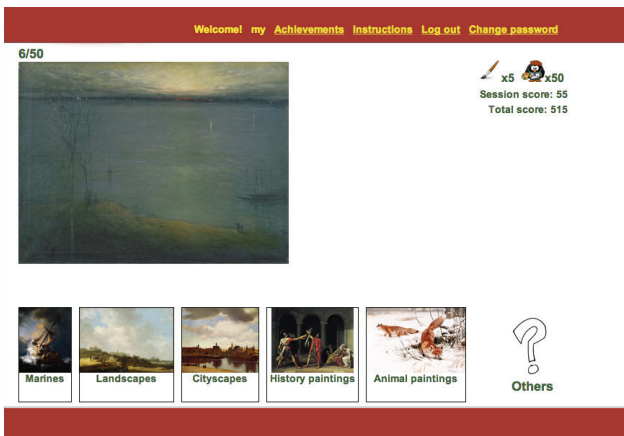 Welcome! my Achievements Instructions Log out Change password
6/50
x5 x50
Session score: 55
Total score: 515
Marines Landscapes Cityscapes History paintings Animal paintings
?
Others